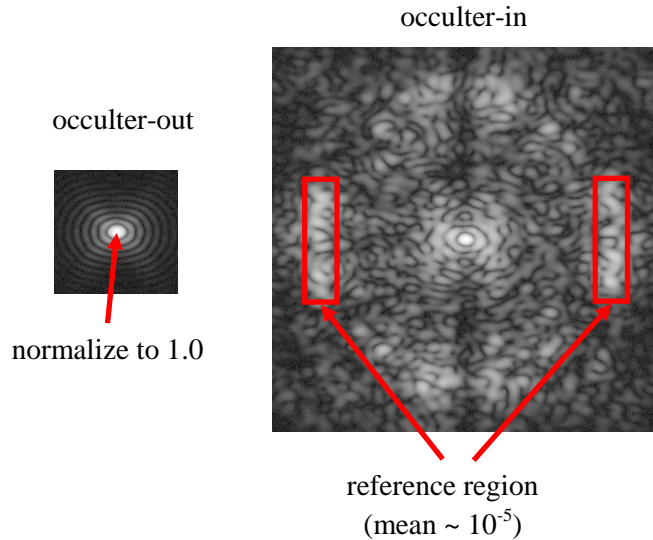 occulter-in
occulter-out
normalize to 1.0
reference region
(mean ~ 10⁻⁵)